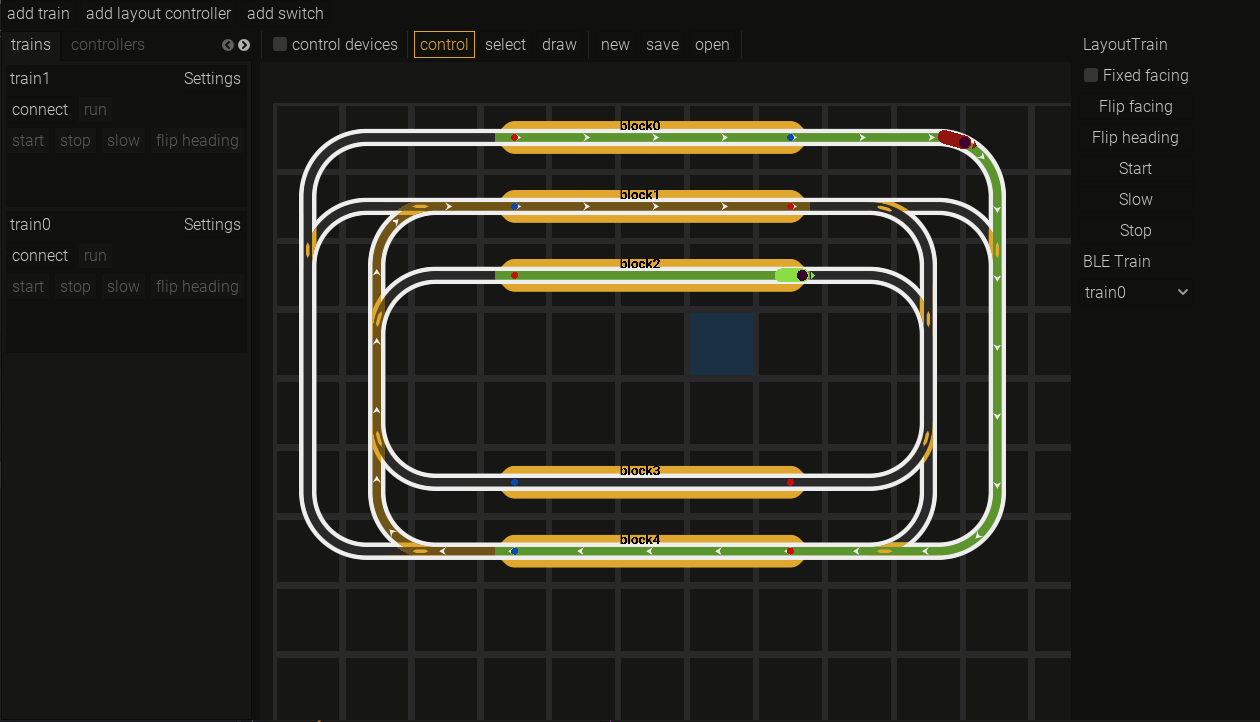 add train add layout controller add switch
trains controllers
control devices control select draw new save open
train1 Settings
connect run
start stop slow flip heading
train0 Settings
connect run
start stop slow flip heading
block0
block1
block2
block3
block4
LayoutTrain
Fixed facing
Flip facing
Flip heading
Start
Slow
Stop
BLE Train
train0